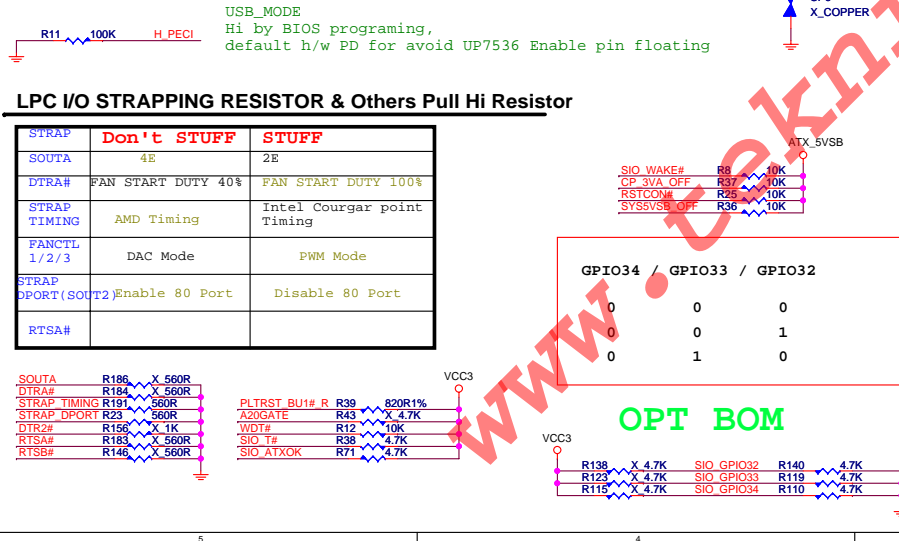 USB_MODE
Hi by BIOS programing,
default h/w PD for avoid UP7536 Enable pin floating
R11 100K H_PECI
X_COPPER
LPC I/O STRAPPING RESISTOR & Others Pull Hi Resistor
STRAP Don't STUFF STUFF
SOUTA 4E 2E
DTRA# FAN START DUTY 40% FAN START DUTY 100%
STRAP TIMING AMD Timing Intel Courgar point Timing
FANCTL 1/2/3 DAC Mode PWM Mode
STRAP DPORT(SOUT2) Enable 80 Port Disable 80 Port
RTSA#
ATX_5VSB
SIO_WAKE# R8 10K
CP_3VA_OFF R37 10K
RSTCON# R25 10K
SYS5VSB_OFF R36 10K
GPIO34 / GPIO33 / GPIO32
0 0 0
0 0 1
0 1 0
SOUTA R186 X_560R
DTRA# R184 X_560R
STRAP_TIMING R191 560R
STRAP_DPORT R23 560R
DTR2# R156 X_1K
RTSA# R183 X_560R
RTSB# R146 X_560R
VCC3
PLTRST_BU1#_R R39 820R1%
A20GATE R43 X_4.7K
WDT# R12 10K
SIO_T# R38 4.7K
SIO_ATXOK R71 4.7K
OPT BOM
VCC3
R138 X_4.7K SIO_GPIO32 R140 4.7K
R123 X_4.7K SIO_GPIO33 R119 4.7K
R115 X_4.7K SIO_GPIO34 R110 4.7K
5 4
www.tekn